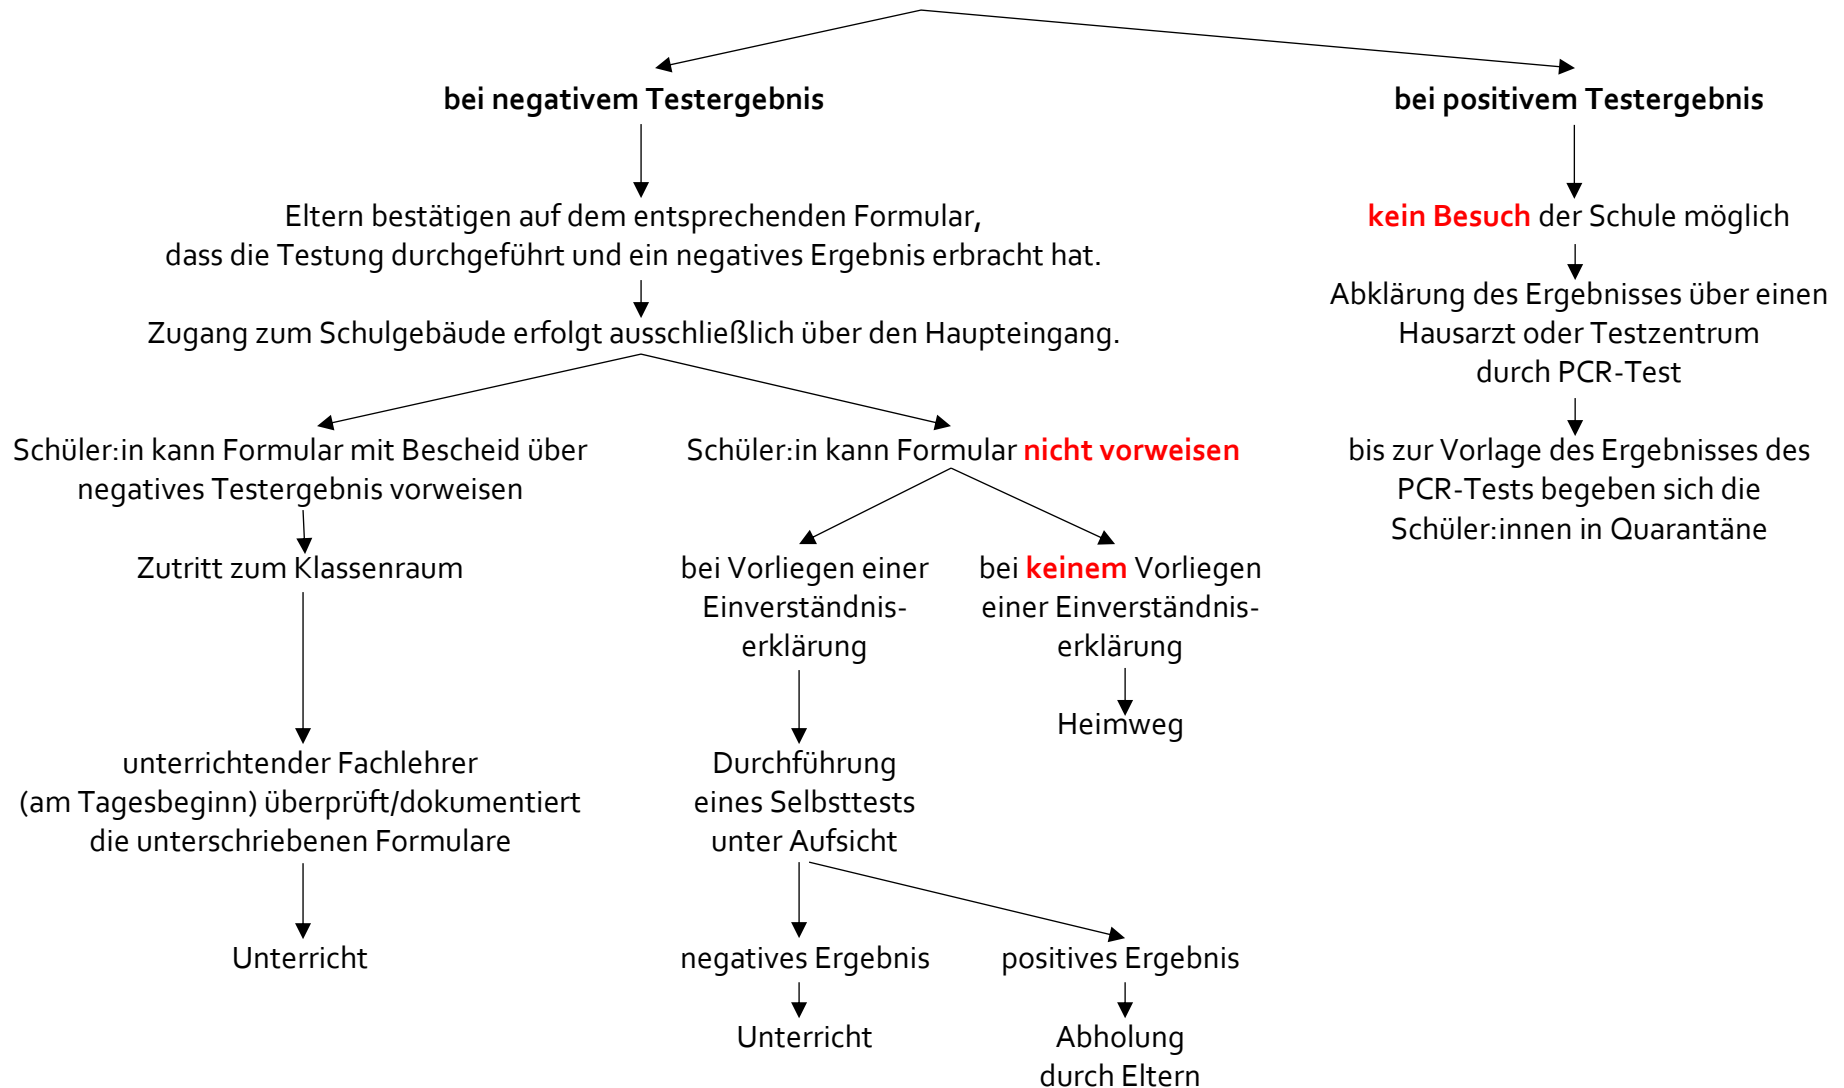 bei negativem Testergebnis
bei positivem Testergebnis
Eltern bestätigen auf dem entsprechenden Formular,
dass die Testung durchgeführt und ein negatives Ergebnis erbracht hat.
kein Besuch der Schule möglich
Zugang zum Schulgebäude erfolgt ausschließlich über den Haupteingang.
Abklärung des Ergebnisses über einen
Hausarzt oder Testzentrum
durch PCR-Test
Schüler:in kann Formular mit Bescheid über
negatives Testergebnis vorweisen
Schüler:in kann Formular nicht vorweisen
bis zur Vorlage des Ergebnisses des
PCR-Tests begeben sich die
Schüler:innen in Quarantäne
Zutritt zum Klassenraum
bei Vorliegen einer
Einverständnis-
erklärung
bei keinem Vorliegen
einer Einverständnis-
erklärung
Heimweg
unterrichtender Fachlehrer
(am Tagesbeginn) überprüft/dokumentiert
die unterschriebenen Formulare
Durchführung
eines Selbsttests
unter Aufsicht
Unterricht
negatives Ergebnis
positives Ergebnis
Unterricht
Abholung
durch Eltern